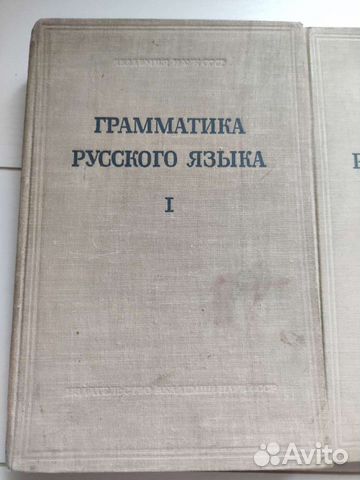 АКАДЕМИЯ НАУК СССР
ГРАММАТИКА
РУССКОГО ЯЗЫКА
I
Р
ИЗДАТЕЛЬСТВО АКАДЕМИИ НАУК СССР
Avito